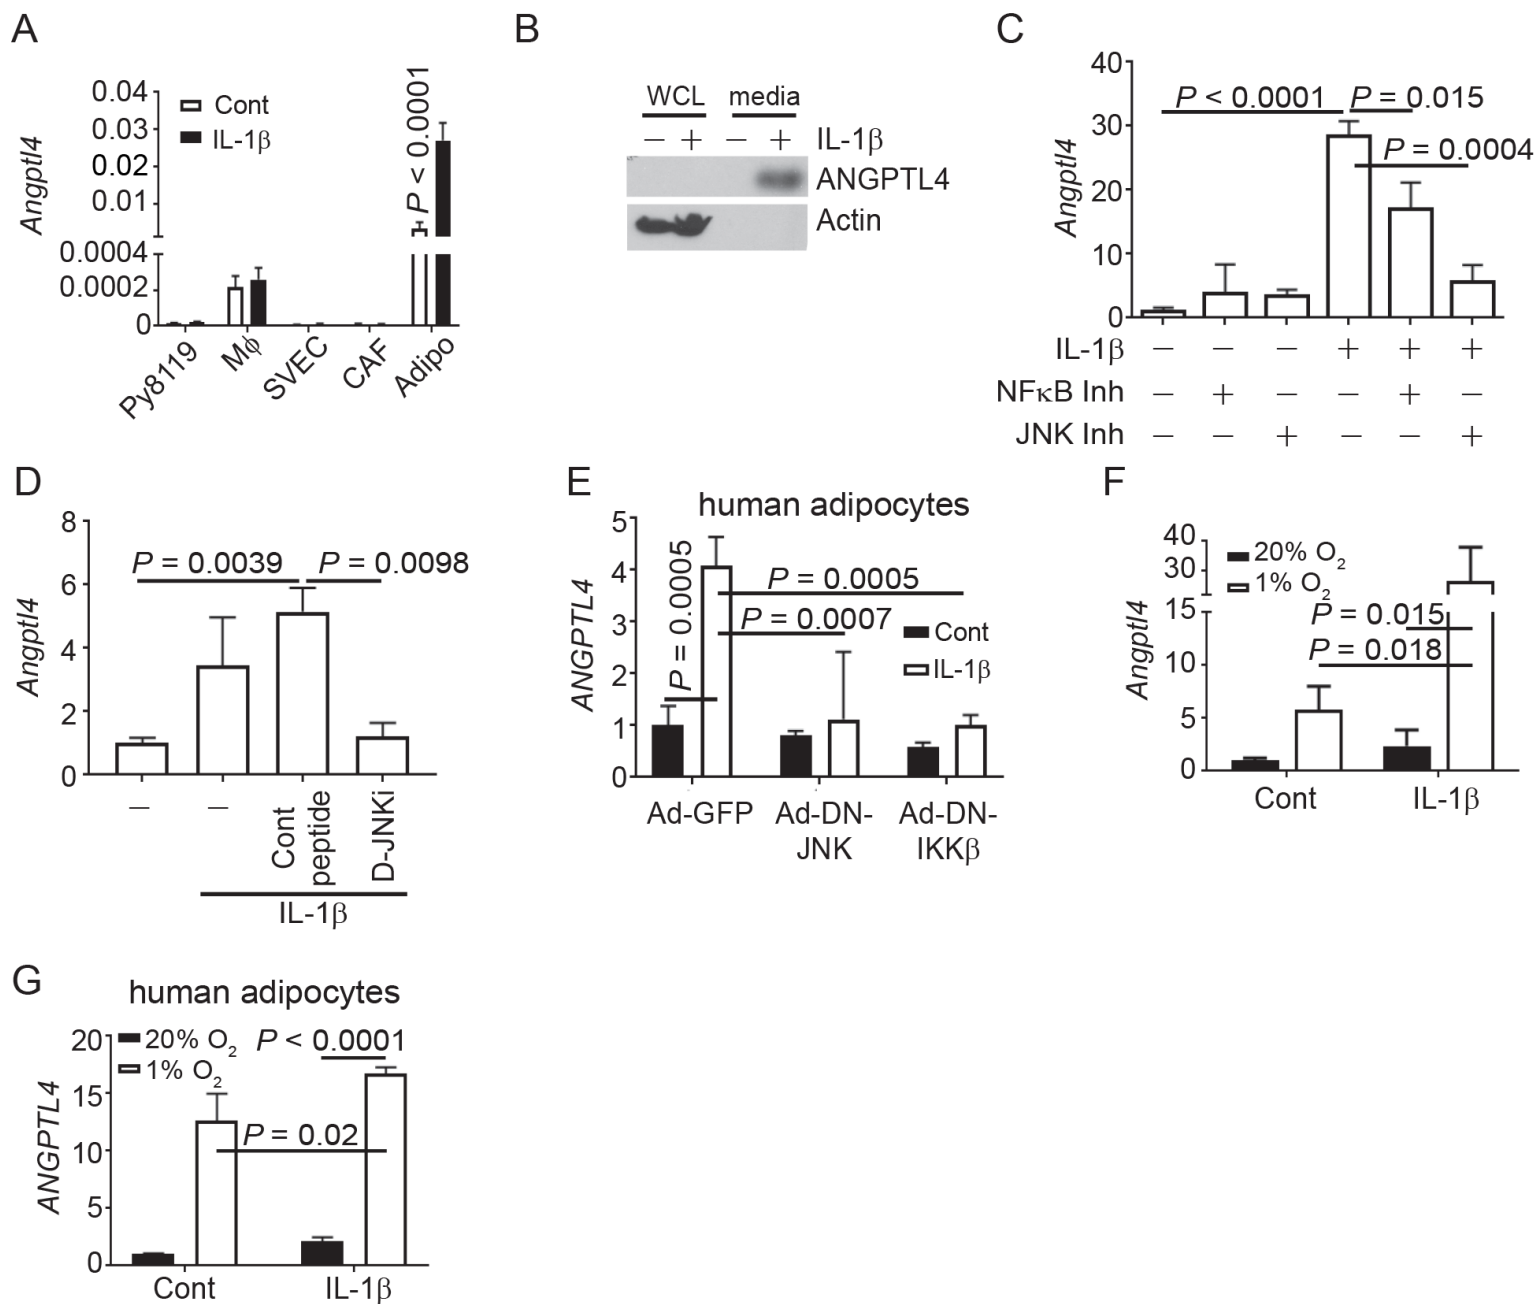 A
Angptl4
0.04
0.03
0.02
0.01
0.0004
0.0002
0
Cont
IL-1β
P < 0.0001
Py8119
Mϕ
SVEC
CAF
Adipo
B
WCL media
– + – + IL-1β
ANGPTL4
Actin
C
Angptl4
40
30
20
10
0
P < 0.0001
P = 0.015
P = 0.0004
IL-1β – – – + + +
NFκB Inh – + – – + –
JNK Inh – – + – – +
D
Angptl4
8
6
4
2
0
P = 0.0039
P = 0.0098
–
–
Cont
peptide
D-JNKi
IL-1β
E
human adipocytes
ANGPTL4
5
4
3
2
1
0
P = 0.0005
P = 0.0005
P = 0.0007
Cont
IL-1β
Ad-GFP
Ad-DN-
JNK
Ad-DN-
IKKβ
F
Angptl4
40
30
15
10
5
0
20% O2
1% O2
P = 0.015
P = 0.018
Cont
IL-1β
G
human adipocytes
ANGPTL4
20
15
10
5
0
20% O2
1% O2
P < 0.0001
P = 0.02
Cont
IL-1β